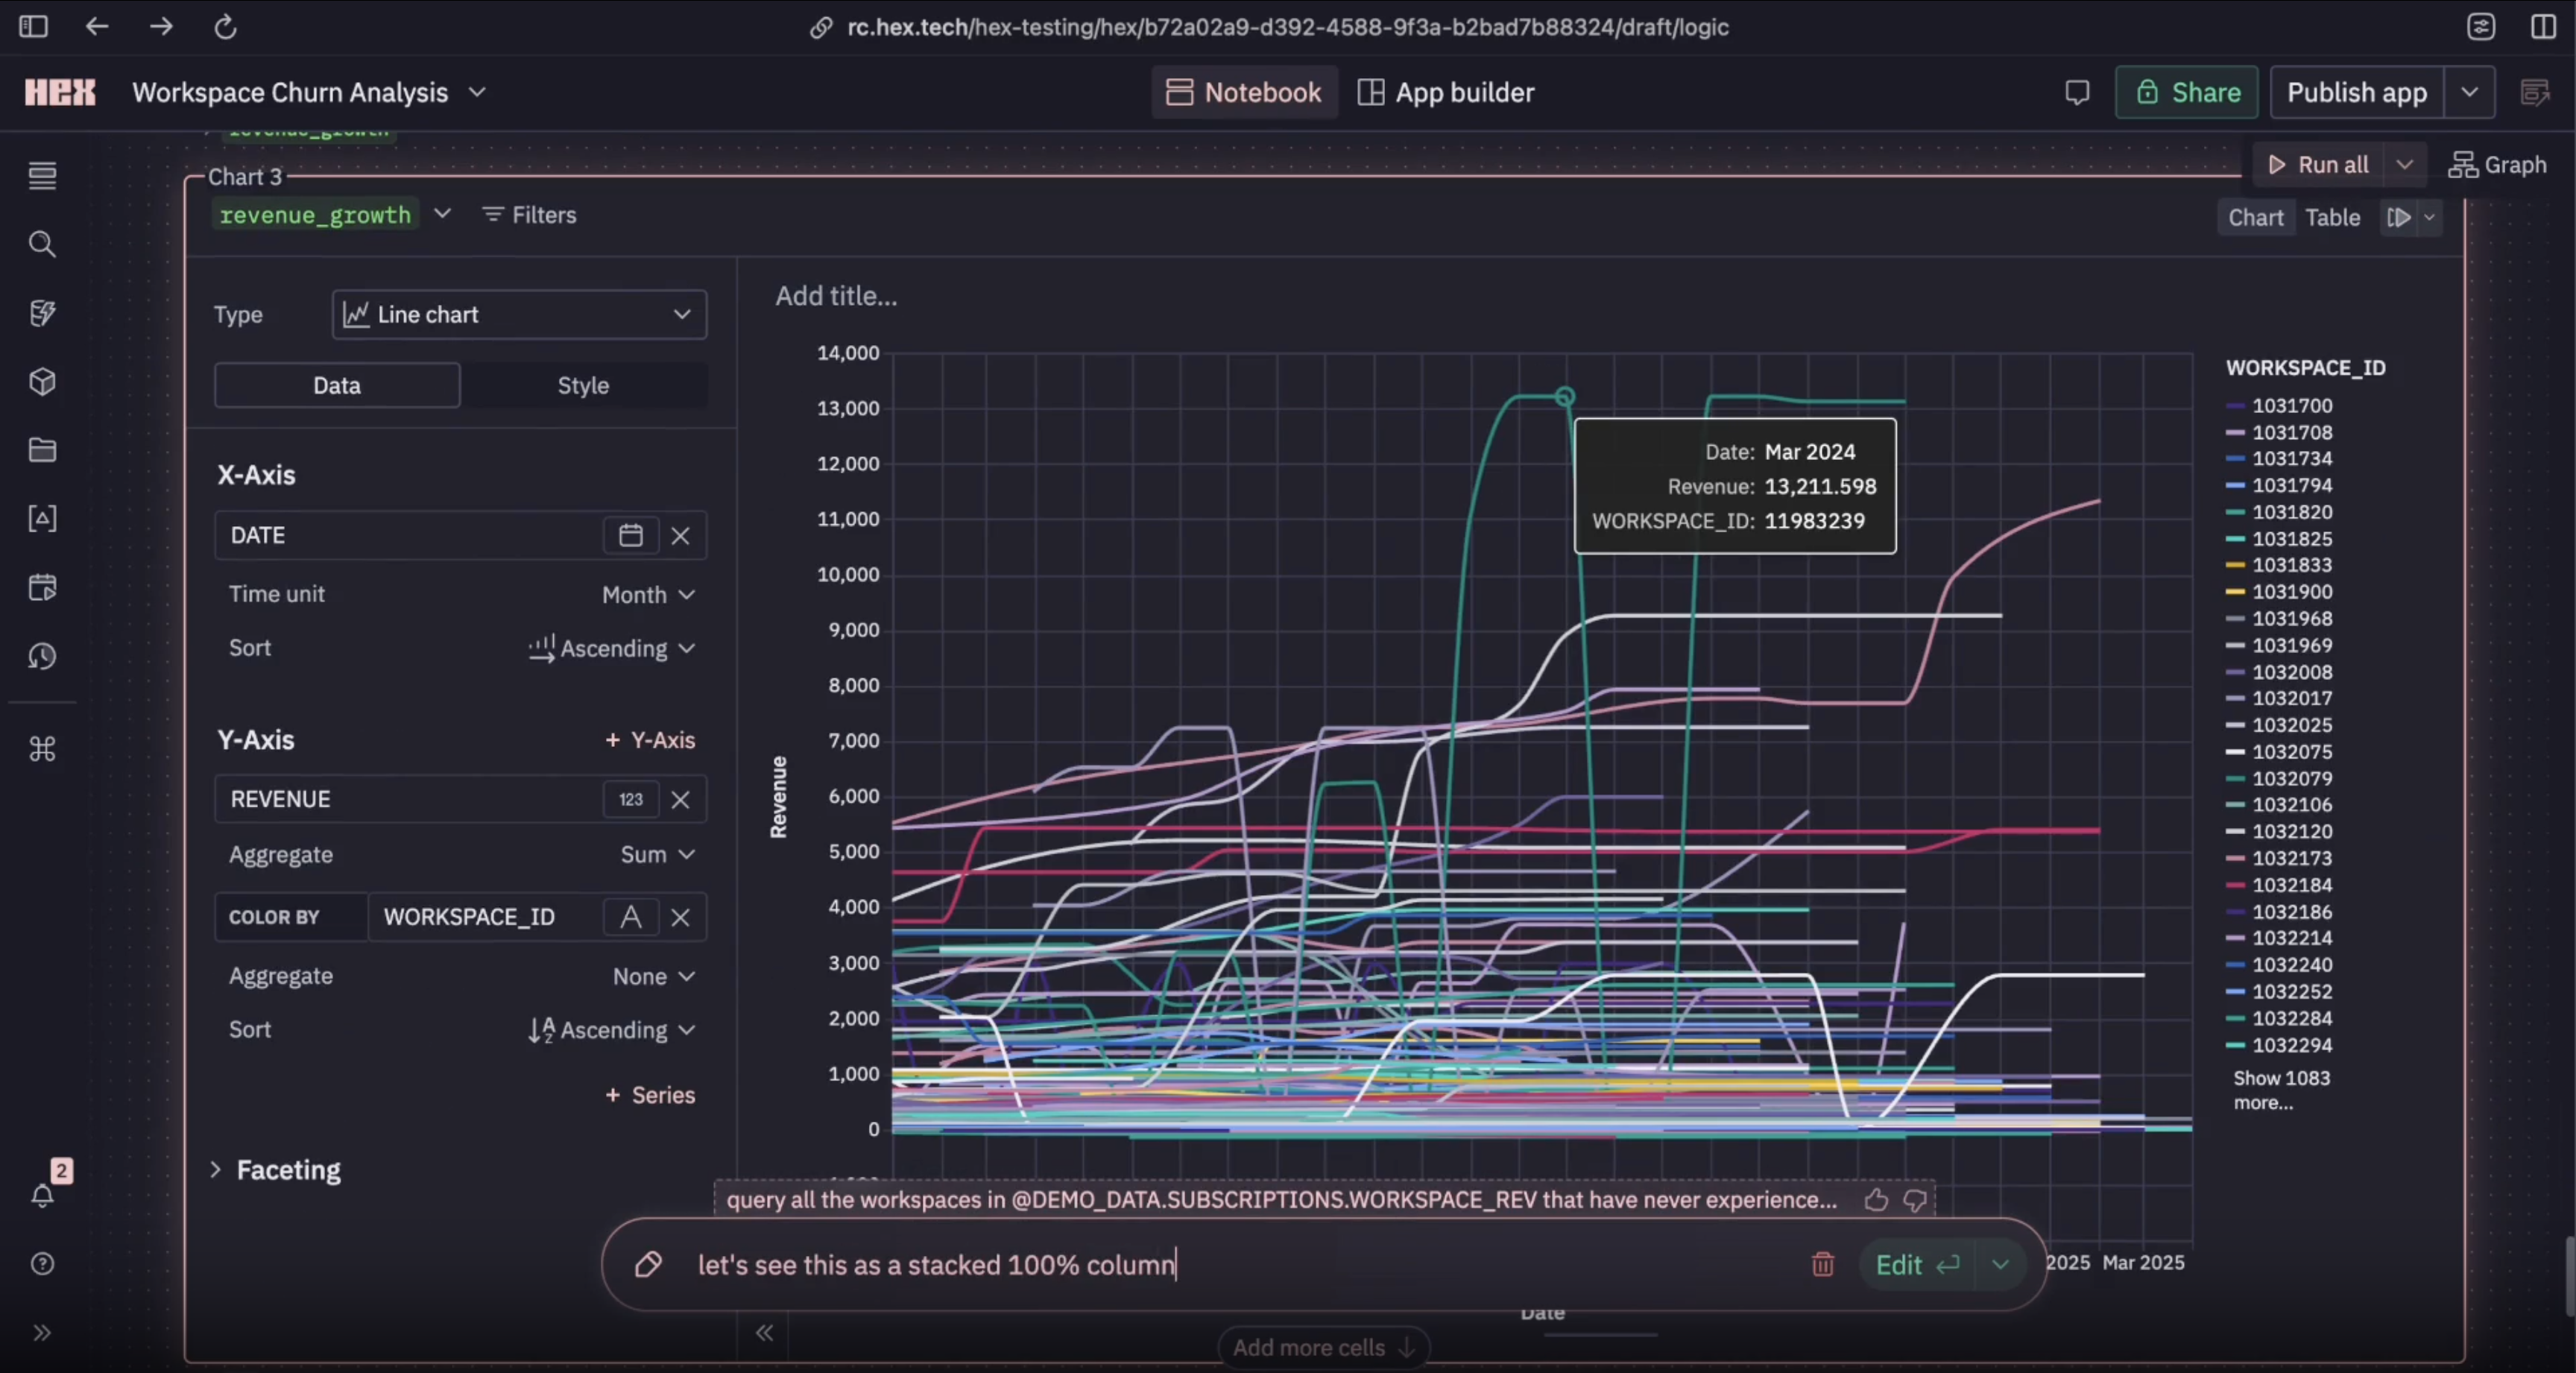 rc.hex.tech/hex-testing/hex/b72a02a9-d392-4588-9f3a-b2bad7b88324/draft/logic
HEX
Workspace Churn Analysis
Notebook
App builder
Share
Publish app
revenue_growth
Run all
Graph
Chart 3
revenue_growth
Filters
Chart
Table
Type
Line chart
Data
Style
X-Axis
DATE
Time unit
Month
Sort
Ascending
Y-Axis
+ Y-Axis
REVENUE
123
Aggregate
Sum
COLOR BY
WORKSPACE_ID
A
Aggregate
None
Sort
Ascending
+ Series
Faceting
2
Add title...
14,000
13,000
12,000
11,000
10,000
9,000
8,000
7,000
6,000
5,000
4,000
3,000
2,000
1,000
0
Revenue
Date: Mar 2024
Revenue: 13,211.598
WORKSPACE_ID: 11983239
WORKSPACE_ID
1031700
1031708
1031734
1031794
1031820
1031825
1031833
1031900
1031968
1031969
1032008
1032017
1032025
1032075
1032079
1032106
1032120
1032173
1032184
1032186
1032214
1032240
1032252
1032284
1032294
Show 1083
more...
query all the workspaces in @DEMO_DATA.SUBSCRIPTIONS.WORKSPACE_REV that have never experience...
let's see this as a stacked 100% column
Edit
2025
Mar 2025
Date
Add more cells